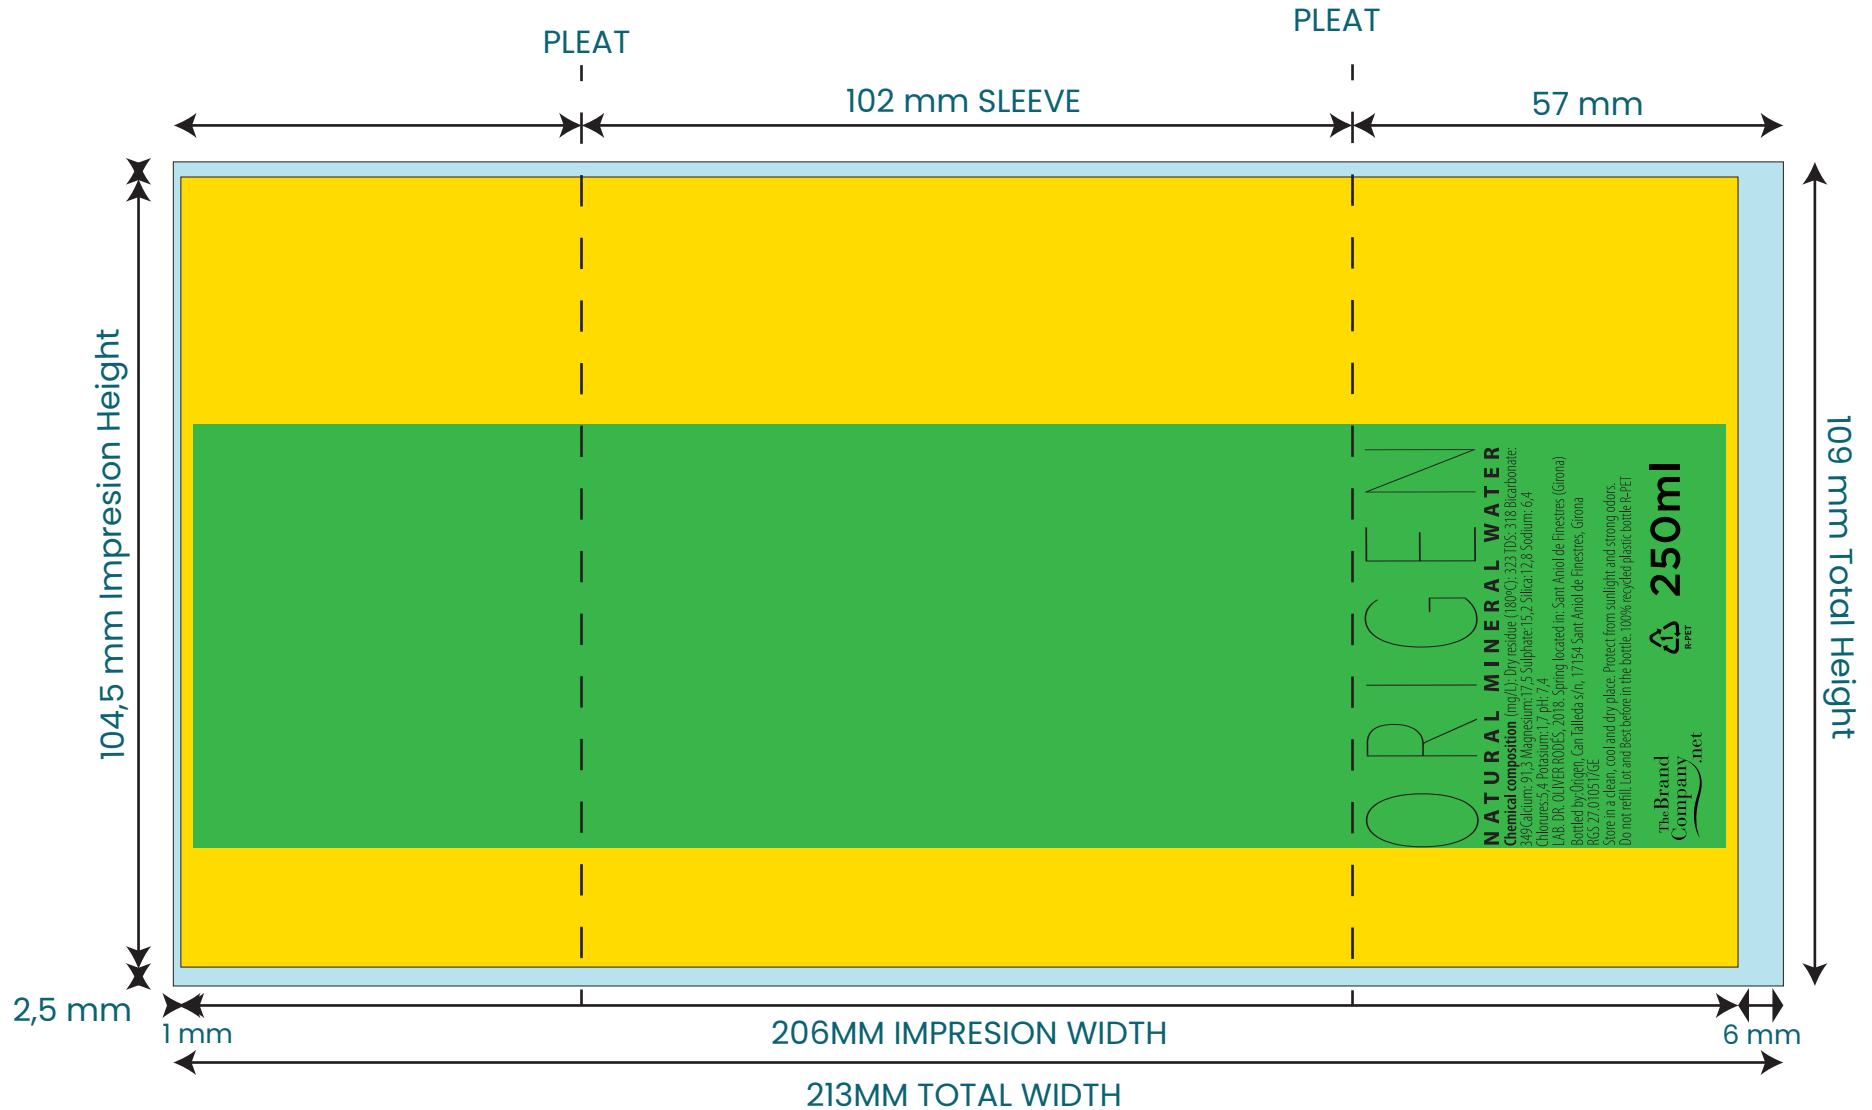 PLEAT
PLEAT
102 mm SLEEVE
57 mm
104,5 mm Impresion Height
109 mm Total Height
ORIGEN
NATURAL MINERAL WATER
Chemical composition (mg/L): Dry residue (180ºC): 323 TDS: 318 Bicarbonate:
349Calcium: 91,3 Magnesium:17,5 Sulphate:15,2 Silica:12,8 Sodium: 6,4
Chlorures:5,4 Potasium:1,7 pH: 7,4
LAB. DR. OLIVER RODÉS, 2018. Spring located in: Sant Aniol de Finestres (Girona)
Bottled by:Origen, Can Talleda s/n, 17154 Sant Aniol de Finestres, Girona
RGS 27.01051/GE
Store in a clean, cool and dry place. Protect from sunlight and strong odors.
Do not refill. Lot and Best before in the bottle. 100% recycled plastic bottle R-PET
The Brand
Company.net
1
R-PET
250ml
2,5 mm
1 mm
206MM IMPRESION WIDTH
6 mm
213MM TOTAL WIDTH